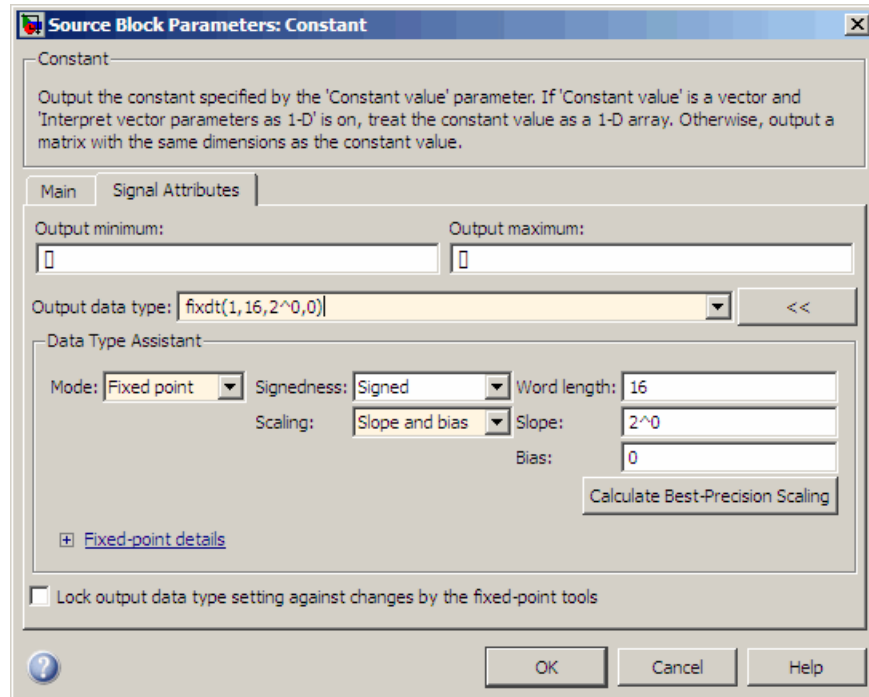 Source Block Parameters: Constant
Constant
Output the constant specified by the 'Constant value' parameter. If 'Constant value' is a vector and
'Interpret vector parameters as 1-D' is on, treat the constant value as a 1-D array. Otherwise, output a
matrix with the same dimensions as the constant value.
Main Signal Attributes
Output minimum: Output maximum:
[] []
Output data type: fixdt(1,16,2^0,0) <<
Data Type Assistant
Mode: Fixed point Signedness: Signed Word length: 16
Scaling: Slope and bias Slope: 2^0
Bias: 0
Calculate Best-Precision Scaling
Fixed-point details
Lock output data type setting against changes by the fixed-point tools
? OK Cancel Help